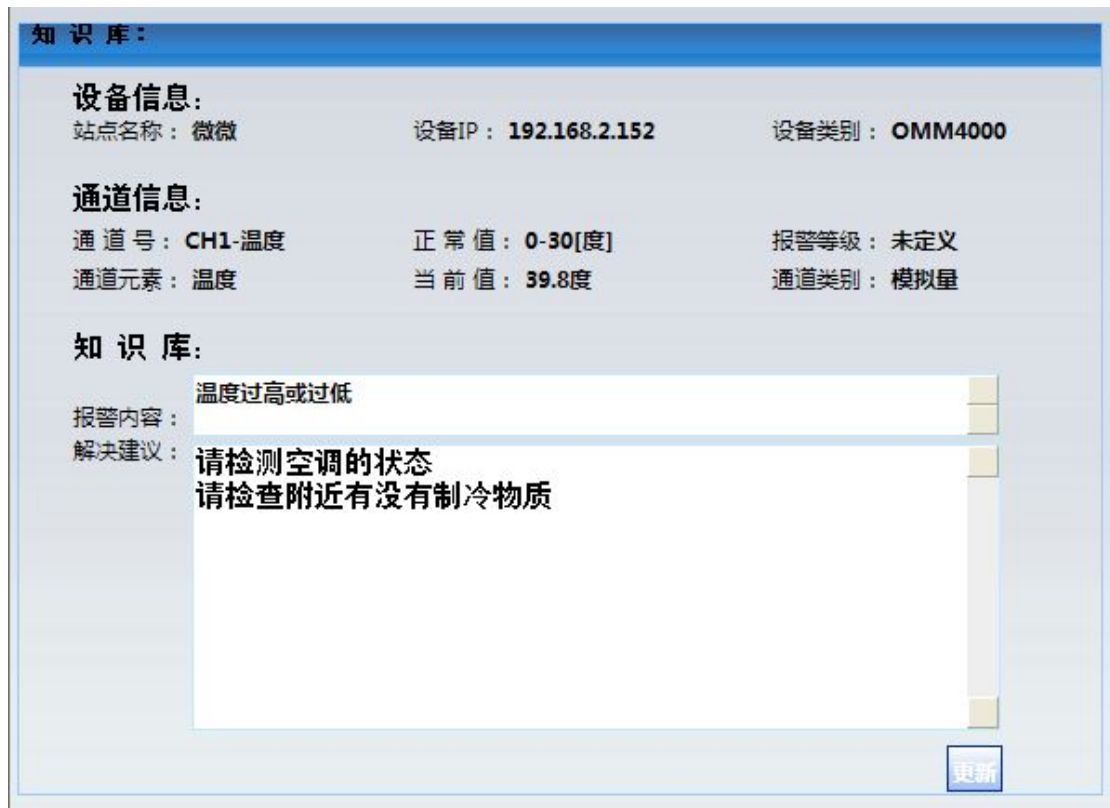 知 识 库：
设备信息：
站点名称： 微微 设备IP： 192.168.2.152 设备类别： OMM4000
通道信息：
通 道 号： CH1-温度 正 常 值： 0-30[度] 报警等级： 未定义
通道元素： 温度 当 前 值： 39.8度 通道类别： 模拟量
知 识 库：
报警内容： 温度过高或过低
解决建议： 请检测空调的状态
请检查附近有没有制冷物质
更新